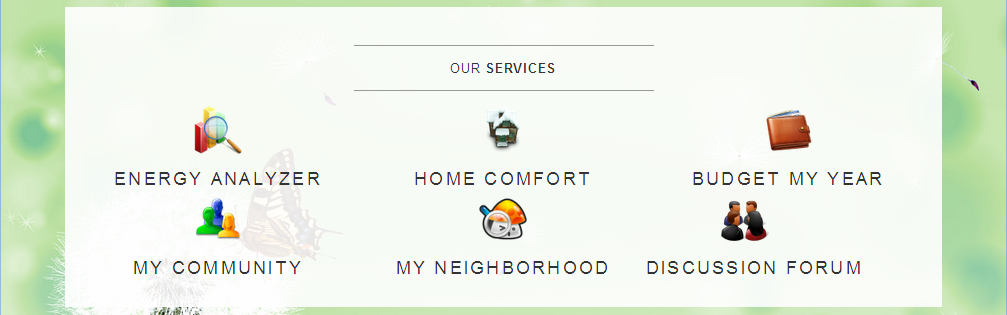 OUR SERVICES
ENERGY ANALYZER
HOME COMFORT
BUDGET MY YEAR
MY COMMUNITY
MY NEIGHBORHOOD
DISCUSSION FORUM